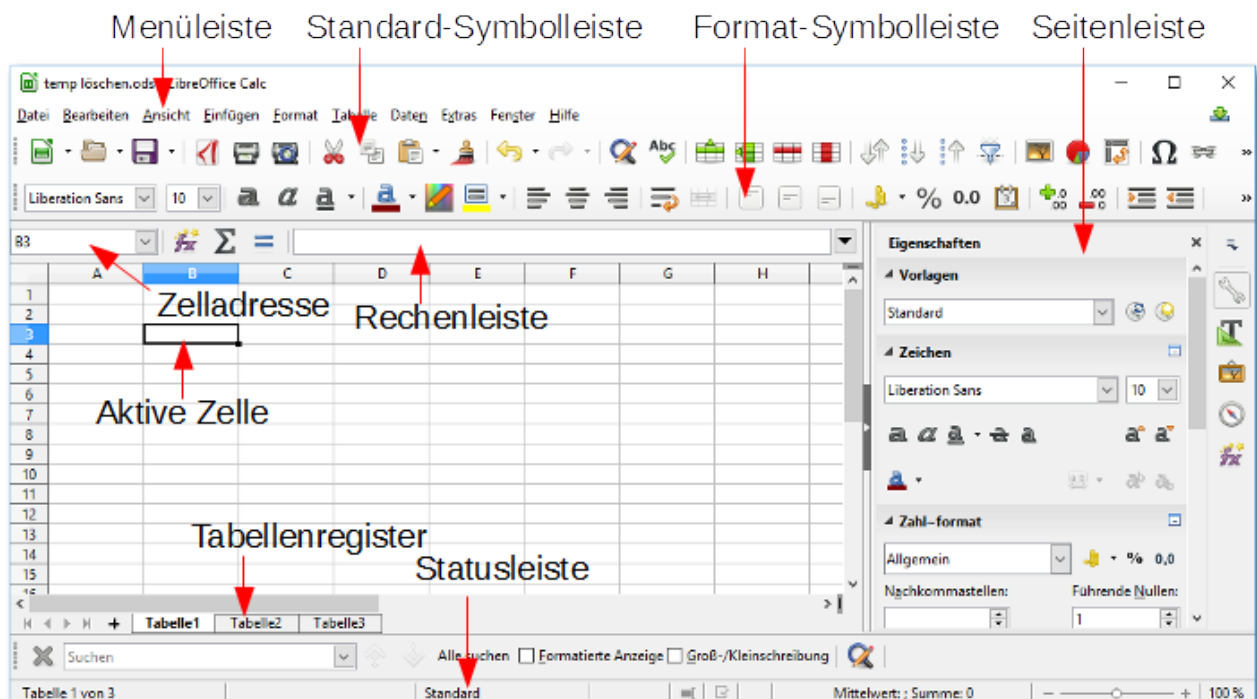 Menüleiste Standard-Symbolleiste Format-Symbolleiste Seitenleiste
temp löschen.ods LibreOffice Calc
Datei Bearbeiten Ansicht Einfügen Format Tabelle Daten Extras Fenster Hilfe
Abc
Liberation Sans 10 a a a a % 0.0
B3 Eigenschaften
A B C D E F G H
Vorlagen
1
Zelladresse
Rechenleiste
Standard
2
3
4
Zeichen
5
6
Liberation Sans 10
7
Aktive Zelle
8
a a a a a a a
9
10
11
a
12
13
Tabellenregister
Zahl-format
14
Statusleiste
Allgemein % 0,0
15
16
Nachkommastellen: Führende Nullen:
Tabelle1 Tabelle2 Tabelle3
1
Suchen Alle suchen Formatierte Anzeige Groß-/Kleinschreibung
Tabelle 1 von 3 Standard Mittelwert: ; Summe: 0 100 %